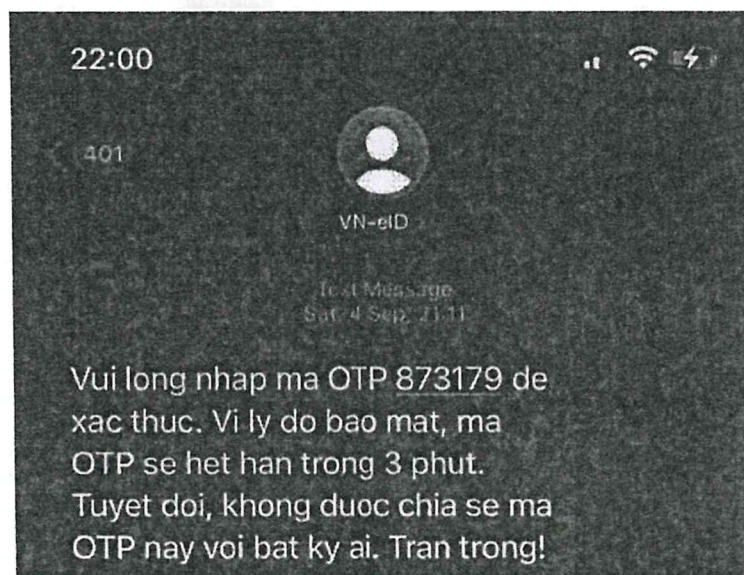 22:00
401
VN-eID
Text Message
Sat, 4 Sep, 21:11
Vui long nhap ma OTP 873179 de
xac thuc. Vi ly do bao mat, ma
OTP se het han trong 3 phut.
Tuyet doi, khong duoc chia se ma
OTP nay voi bat ky ai. Tran trong!